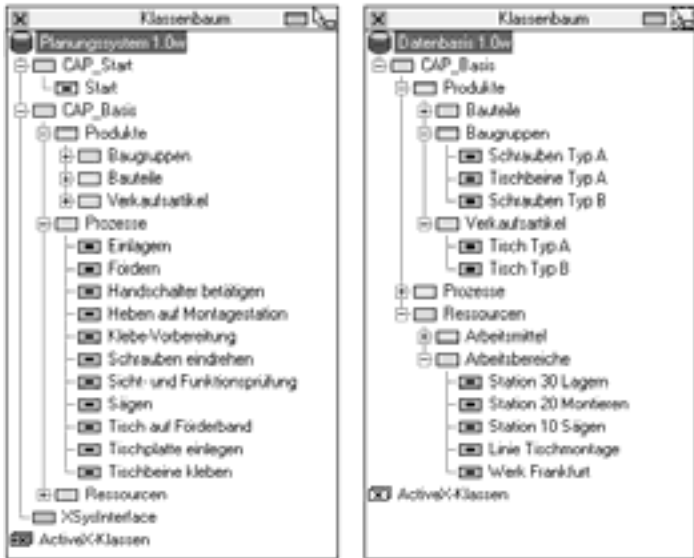 Klassenbaum
Planungssystem 1.0w
CAP_Start
Start
CAP_Basis
Produkte
Baugruppen
Bauteile
Verkaufsartikel
Prozesse
Einlagern
Fördern
Handschalter betätigen
Heben auf Montagestation
Klebe-Vorbereitung
Schrauben eindrehen
Sicht- und Funktionsprüfung
Sägen
Tisch auf Förderband
Tischplatte einlegen
Tischbeine kleben
Ressourcen
XSysInterface
ActiveX-Klassen
Klassenbaum
Datenbasis 1.0w
CAP_Basis
Produkte
Bauteile
Baugruppen
Schrauben Typ A
Tischbeine Typ A
Schrauben Typ B
Verkaufsartikel
Tisch Typ A
Tisch Typ B
Prozesse
Ressourcen
Arbeitsmittel
Arbeitsbereiche
Station 30 Lagern
Station 20 Montieren
Station 10 Sägen
Linie Tischmontage
Werk Frankfurt
ActiveX-Klassen